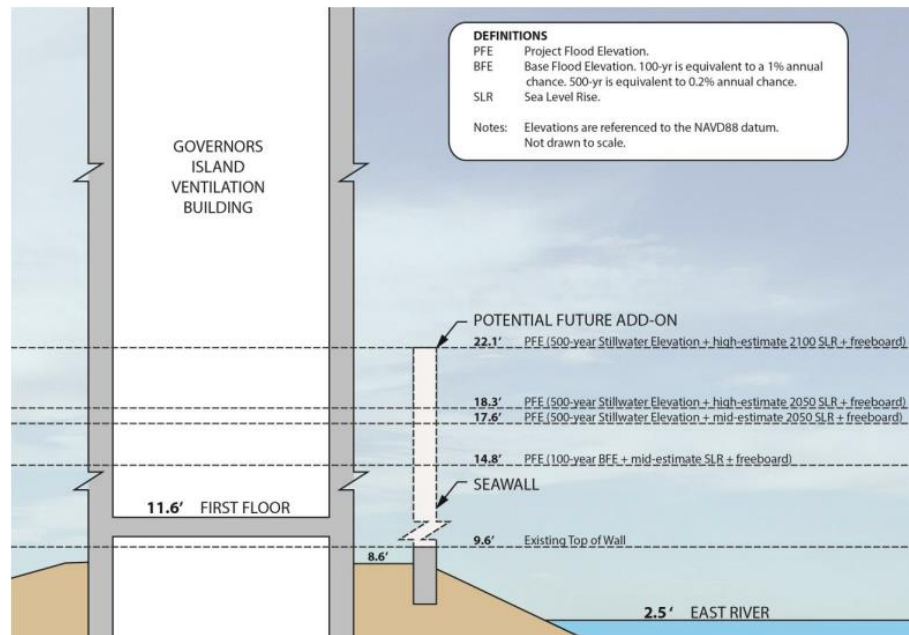 DEFINITIONS
PFE Project Flood Elevation.
BFE Base Flood Elevation. 100-yr is equivalent to a 1% annual
chance. 500-yr is equivalent to 0.2% annual chance.
SLR Sea Level Rise.
Notes: Elevations are referenced to the NAVD88 datum.
Not drawn to scale.
GOVERNORS
ISLAND
VENTILATION
BUILDING
POTENTIAL FUTURE ADD-ON
22.1' PFE (500-year Stillwater Elevation + high-estimate 2100 SLR + freeboard)
18.3' PFE (500-year Stillwater Elevation + high-estimate 2050 SLR + freeboard)
17.6' PFE (500-year Stillwater Elevation + mid-estimate 2050 SLR + freeboard)
14.8' PFE (100-year BFE + mid-estimate SLR + freeboard)
SEAWALL
11.6' FIRST FLOOR
9.6' Existing Top of Wall
8.6'
2.5' EAST RIVER